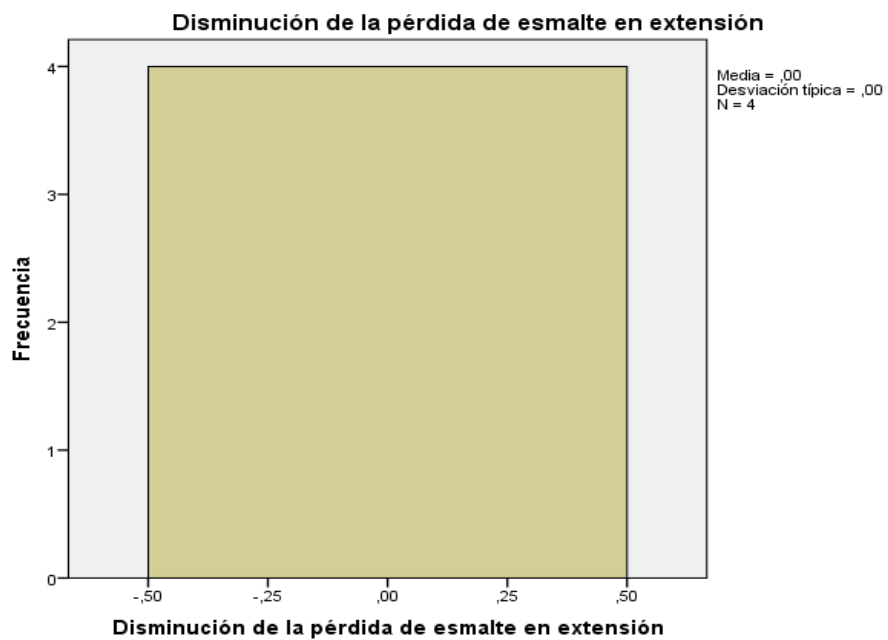 Disminución de la pérdida de esmalte en extensión
Media = ,00
Desviación típica = ,00
N = 4
4
3
2
1
0
Frecuencia
-,50
-,25
,00
,25
,50
Disminución de la pérdida de esmalte en extensión